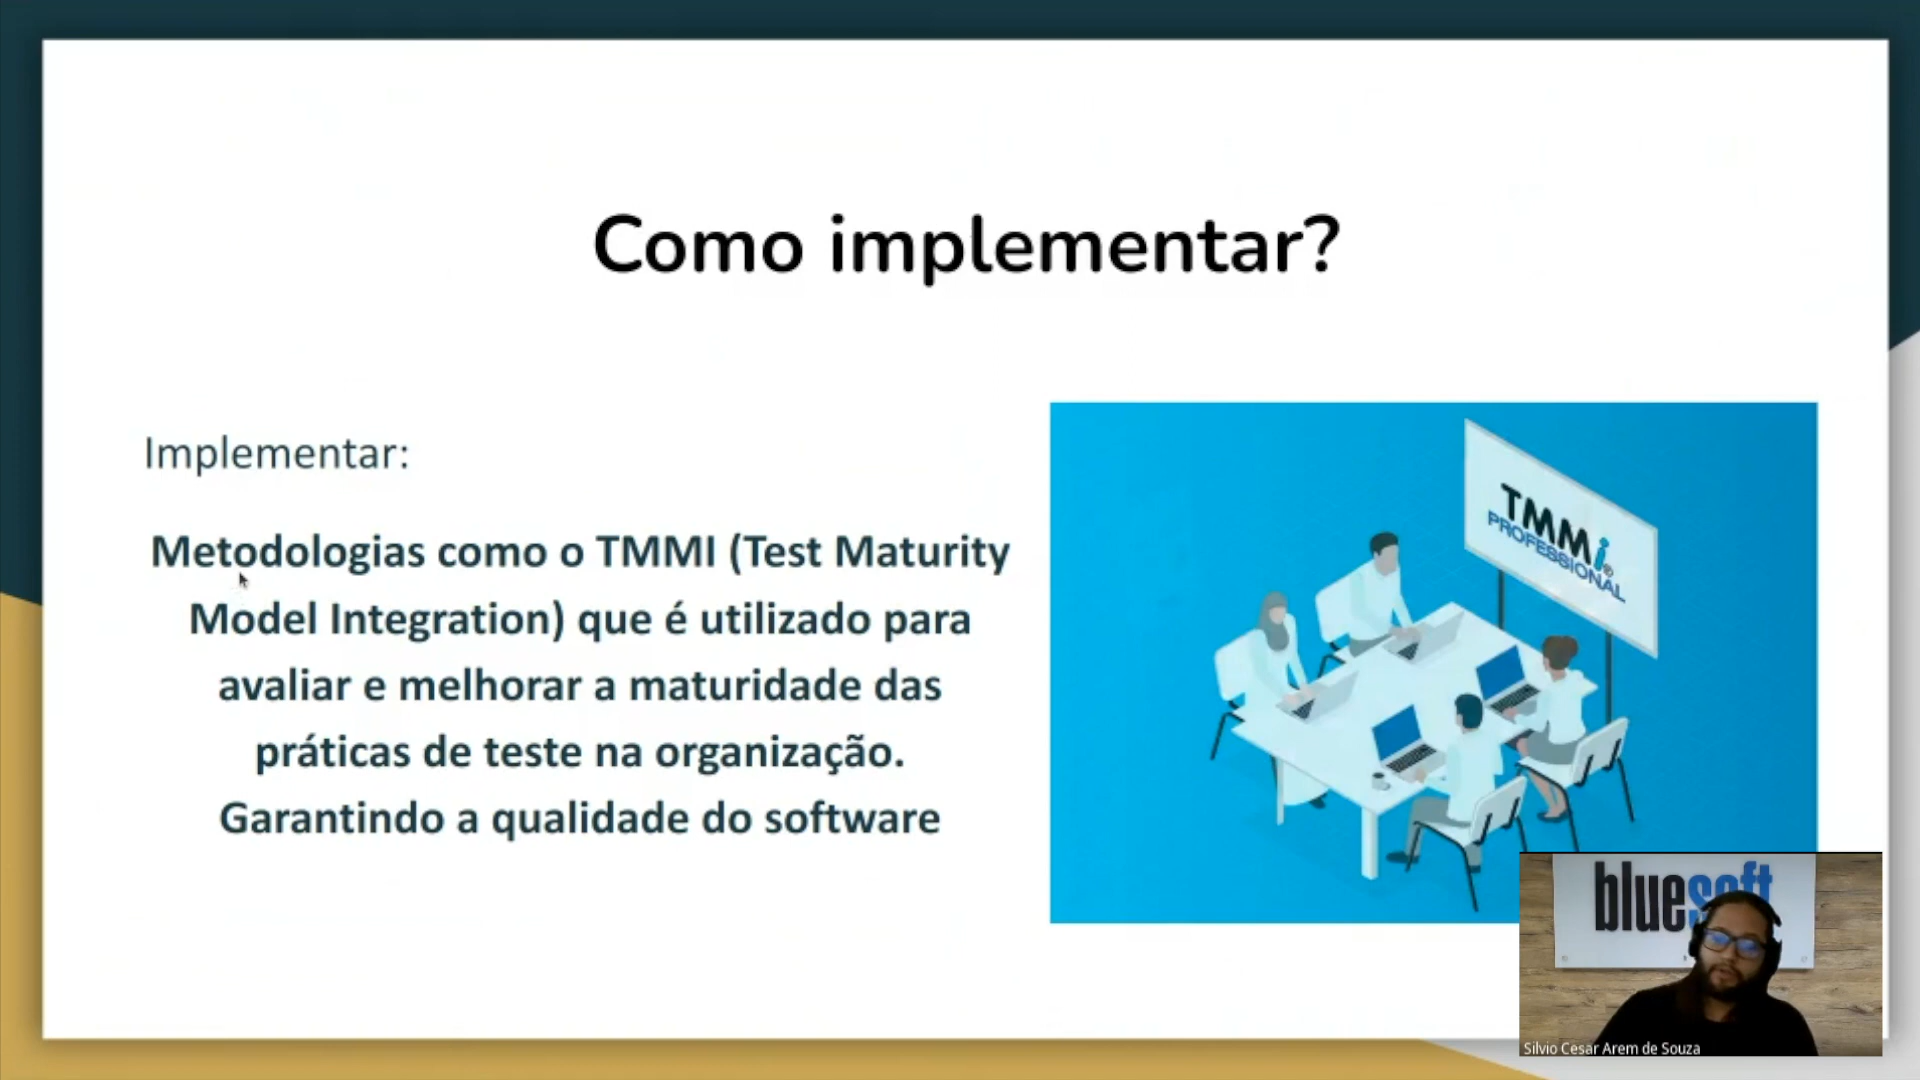 Como implementar?
Implementar:
Metodologias como o TMMI (Test Maturity
Model Integration) que é utilizado para
avaliar e melhorar a maturidade das
práticas de teste na organização.
Garantindo a qualidade do software
TMMi®
PROFESSIONAL
bluesoft
Silvio Cesar Arem de Souza